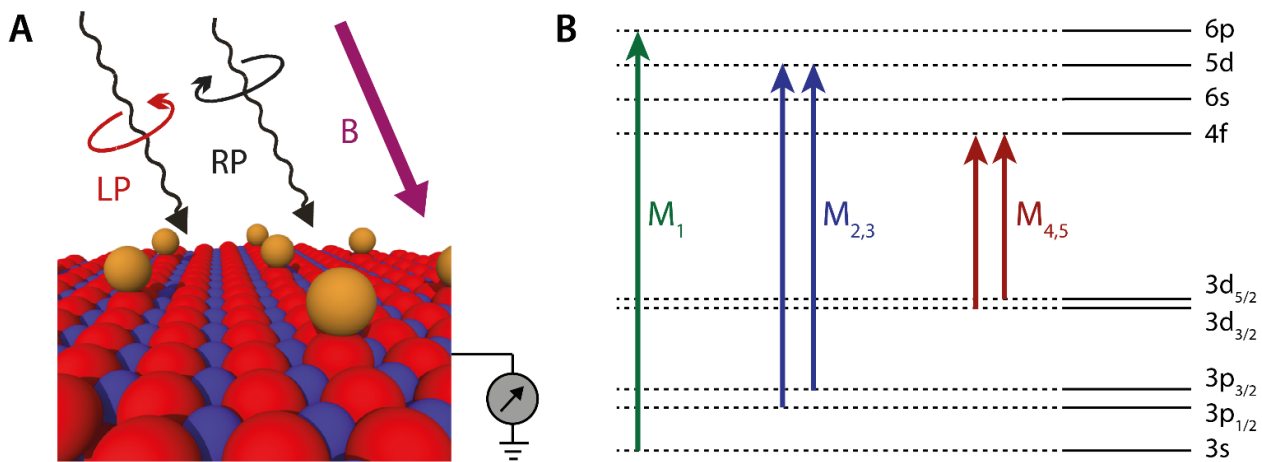 A
LP
RP
B
B
6p
5d
6s
4f
M₁
M₂,₃
M₄,₅
3d₅/₂
3d₃/₂
3p₃/₂
3p₁/₂
3s